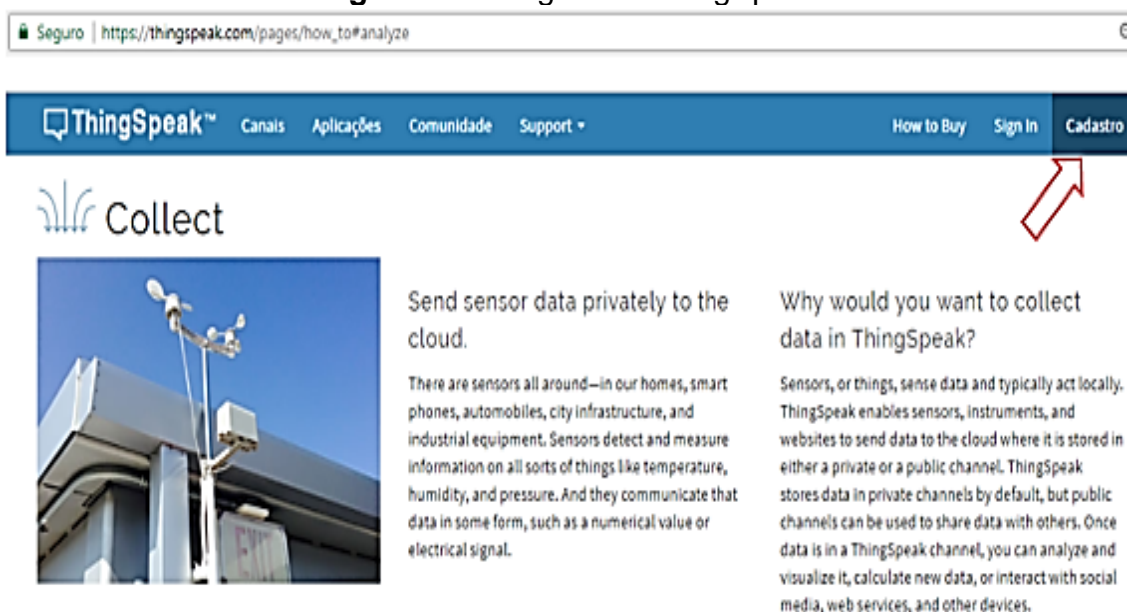 Seguro | https://thingspeak.com/pages/how_to#analyze
ThingSpeak™ Canais Aplicações Comunidade Support How to Buy Sign In Cadastro
Collect
Send sensor data privately to the
cloud.
There are sensors all around—in our homes, smart
phones, automobiles, city infrastructure, and
industrial equipment. Sensors detect and measure
information on all sorts of things like temperature,
humidity, and pressure. And they communicate that
data in some form, such as a numerical value or
electrical signal.
Why would you want to collect
data in ThingSpeak?
Sensors, or things, sense data and typically act locally.
ThingSpeak enables sensors, instruments, and
websites to send data to the cloud where it is stored in
either a private or a public channel. ThingSpeak
stores data in private channels by default, but public
channels can be used to share data with others. Once
data is in a ThingSpeak channel, you can analyze and
visualize it, calculate new data, or interact with social
media, web services, and other devices.